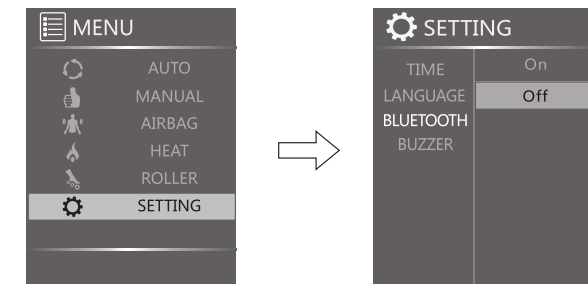 MENU
AUTO
MANUAL
AIRBAG
HEAT
ROLLER
SETTING
SETTING
TIME
LANGUAGE
BLUETOOTH
BUZZER
On
Off